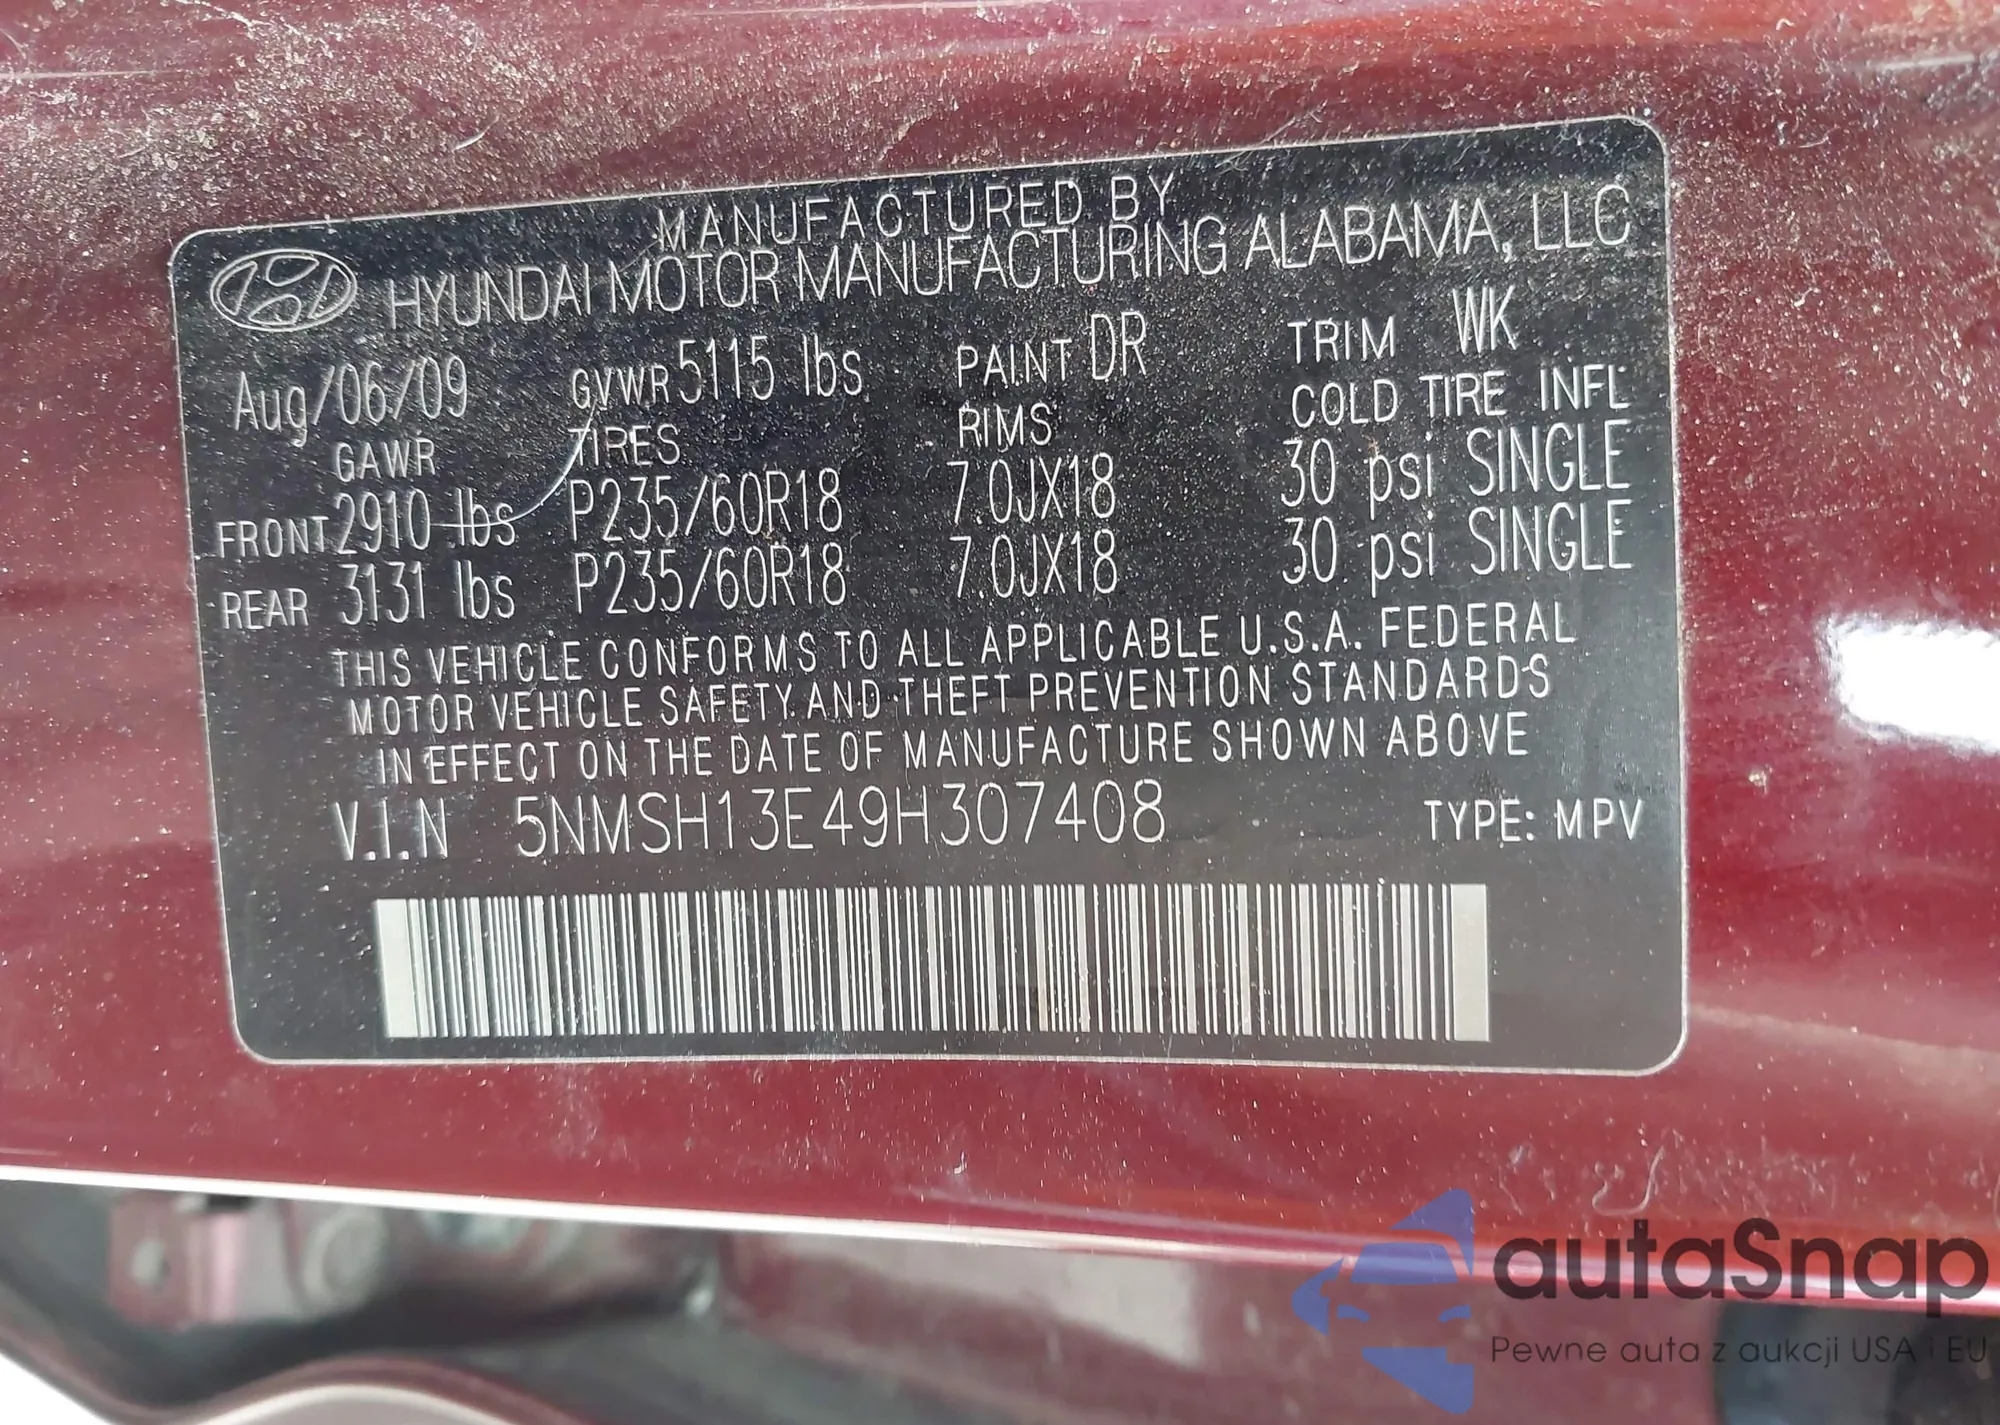 MANUFACTURED BY
HYUNDAI MOTOR MANUFACTURING ALABAMA, LLC
Aug/06/09 GVWR 5115 lbs PAINT DR TRIM WK
GAWR TIRES RIMS COLD TIRE INFL
FRONT 2910 lbs P235/60R18 7.0JX18 30 psi SINGLE
REAR 3131 lbs P235/60R18 7.0JX18 30 psi SINGLE
THIS VEHICLE CONFORMS TO ALL APPLICABLE U.S.A. FEDERAL
MOTOR VEHICLE SAFETY AND THEFT PREVENTION STANDARDS
IN EFFECT ON THE DATE OF MANUFACTURE SHOWN ABOVE
V.I.N 5NMSH13E49H307408 TYPE: MPV
autaSnap
Pewne auta z aukcji USA i EU